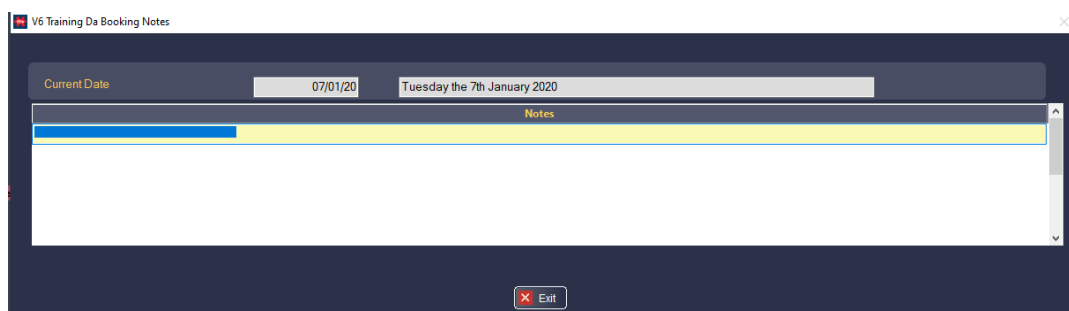 V6 Training Da Booking Notes
Current Date 07/01/20 Tuesday the 7th January 2020
Notes
Exit